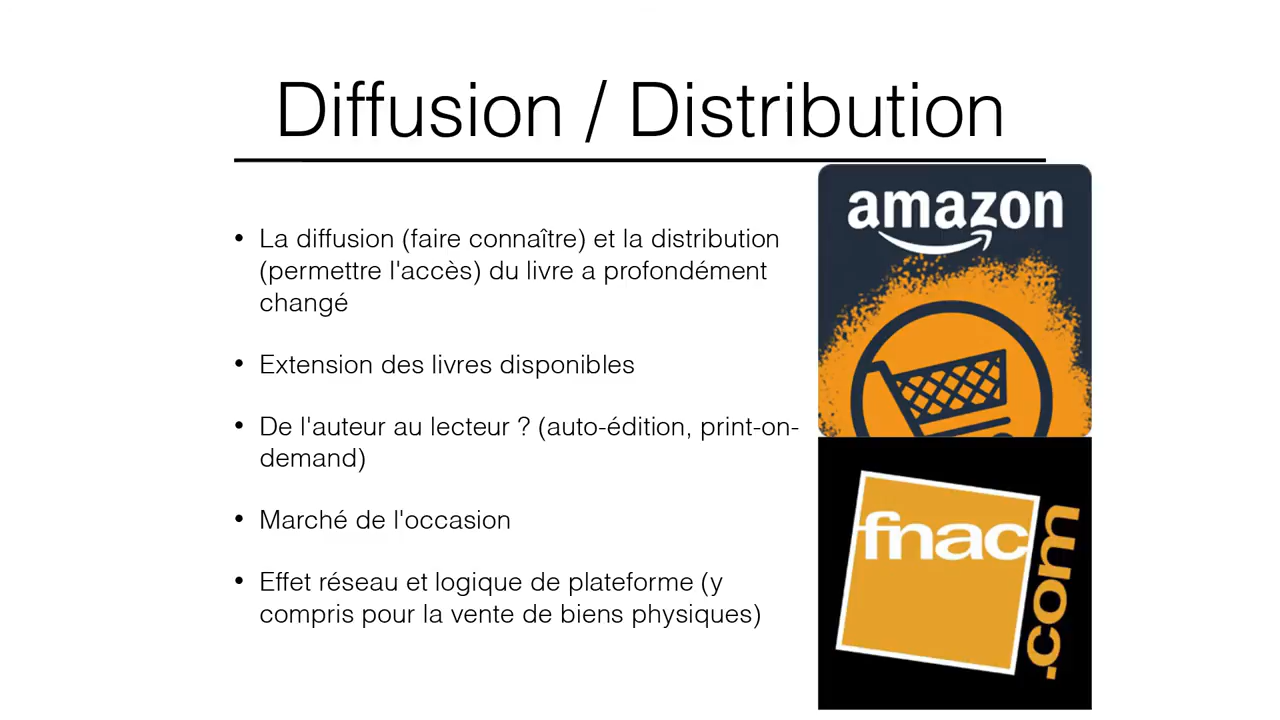 Diffusion / Distribution
• La diffusion (faire connaître) et la distribution
(permettre l'accès) du livre a profondément
changé
• Extension des livres disponibles
• De l'auteur au lecteur ? (auto-édition, print-on-
demand)
• Marché de l'occasion
• Effet réseau et logique de plateforme (y
compris pour la vente de biens physiques)
amazon
fnac
.com